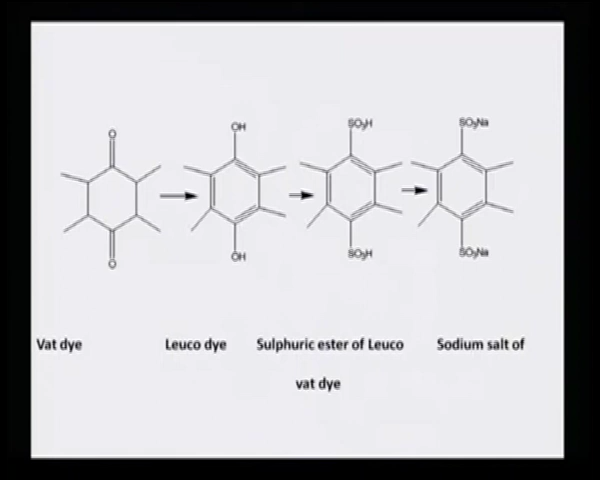 O
OH
SO₃H
SO₃Na
O
OH
SO₃H
SO₃Na
Vat dye
Leuco dye
Sulphuric ester of Leuco
vat dye
Sodium salt of